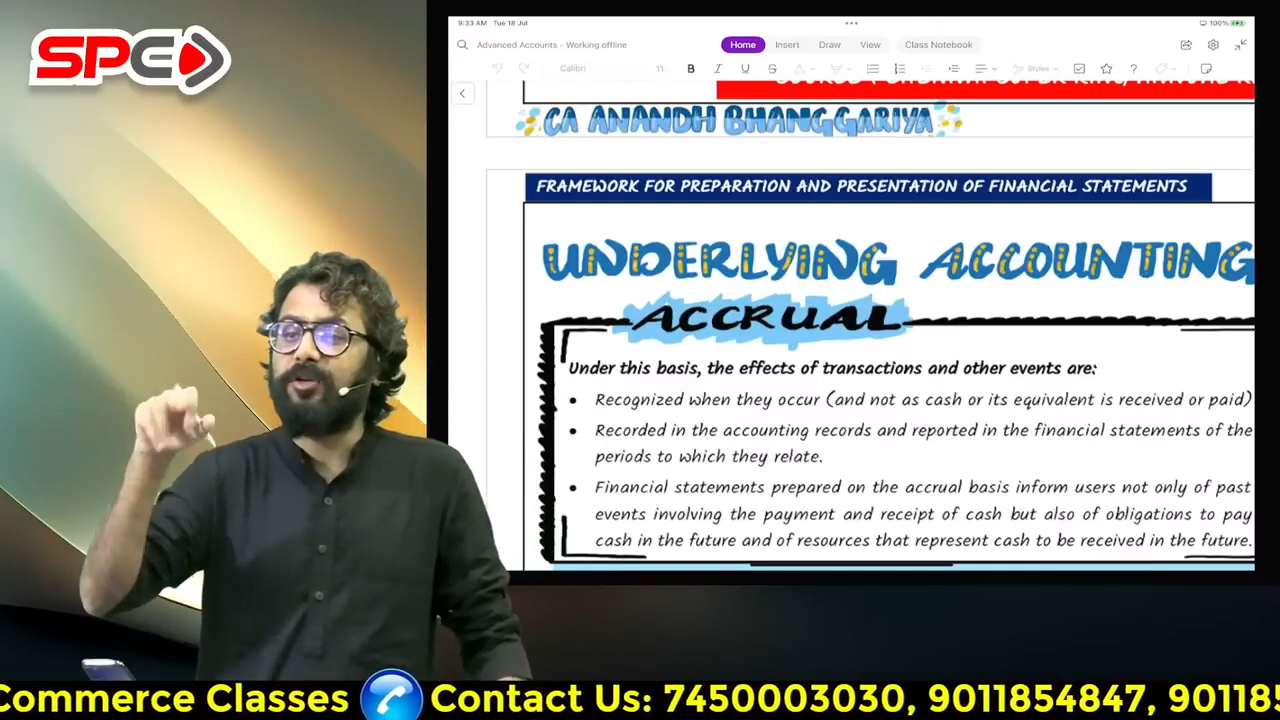 SPC
9:33 AM Tue 18 Jul
100%
Advanced Accounts - Working offline
Home Insert Draw View Class Notebook
Calibri 11 B I U S Styles ?
CA ANANDH BHANGGARIYA
FRAMEWORK FOR PREPARATION AND PRESENTATION OF FINANCIAL STATEMENTS
UNDERLYING ACCOUNTING
ACCRUAL
Under this basis, the effects of transactions and other events are:
• Recognized when they occur (and not as cash or its equivalent is received or paid)
• Recorded in the accounting records and reported in the financial statements of the
periods to which they relate.
• Financial statements prepared on the accrual basis inform users not only of past
events involving the payment and receipt of cash but also of obligations to pay
cash in the future and of resources that represent cash to be received in the future.
Commerce Classes Contact Us: 7450003030, 9011854847, 90118